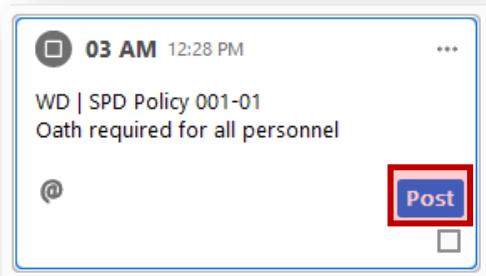 03 AM 12:28 PM
WD | SPD Policy 001-01
Oath required for all personnel
@
Post